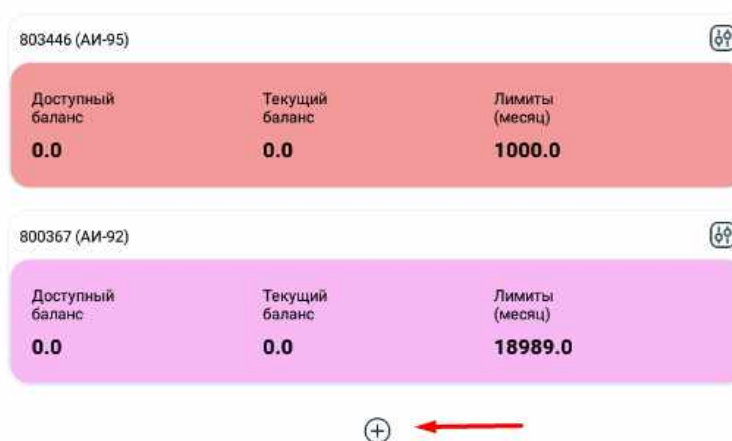 803446 (АИ-95)
Доступный баланс
Текущий баланс
Лимиты (месяц)
0.0
0.0
1000.0
800367 (АИ-92)
Доступный баланс
Текущий баланс
Лимиты (месяц)
0.0
0.0
18989.0